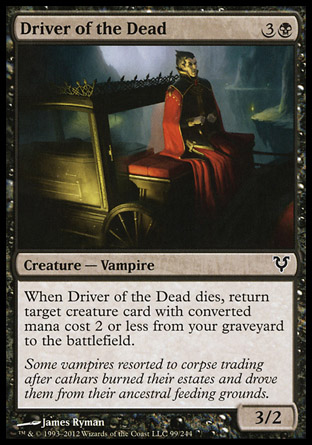 Driver of the Dead 3
Creature — Vampire
When Driver of the Dead dies, return
target creature card with converted
mana cost 2 or less from your graveyard
to the battlefield.
Some vampires resorted to corpse trading
after cathars burned their estates and drove
them from their ancestral feeding grounds.
James Ryman
™ & © 1993–2012 Wizards of the Coast LLC 99/244
3/2